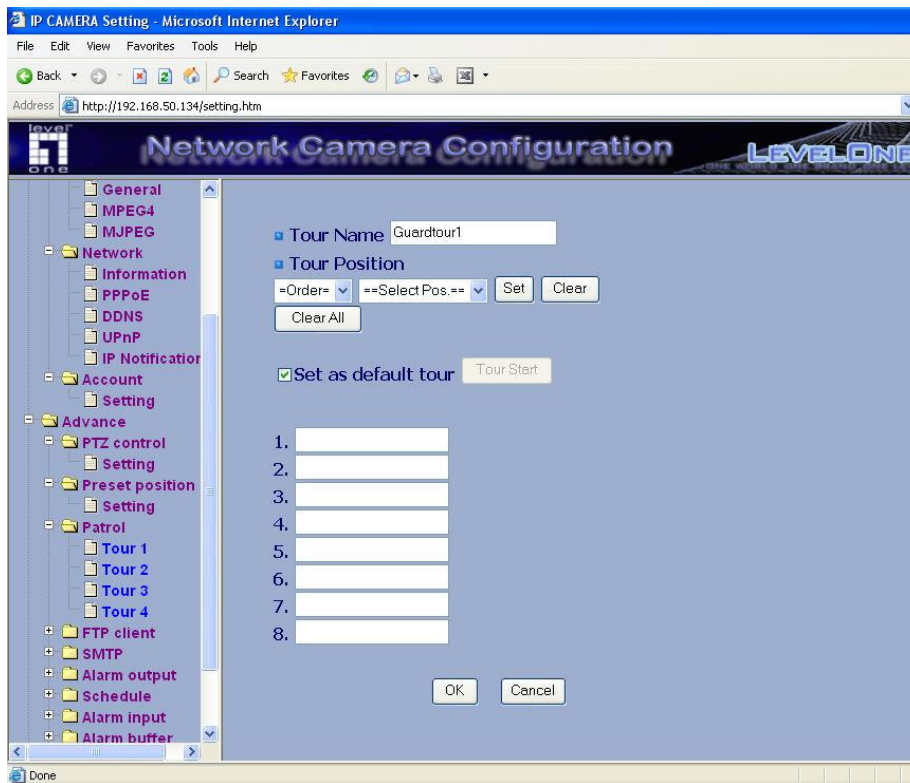 IP CAMERA Setting - Microsoft Internet Explorer
File Edit View Favorites Tools Help
Back Search Favorites
Address http://192.168.50.134/setting.htm
level one
Network Camera Configuration
LEVELONE
General
MPEG4
MJPEG
Network
Information
PPPoE
DDNS
UPnP
IP Notification
Account
Setting
Advance
PTZ control
Setting
Preset position
Setting
Patrol
Tour 1
Tour 2
Tour 3
Tour 4
FTP client
SMTP
Alarm output
Schedule
Alarm input
Alarm buffer
Tour Name Guardtour1
Tour Position
=Order= ==Select Pos.== Set Clear
Clear All
Set as default tour Tour Start
1.
2.
3.
4.
5.
6.
7.
8.
OK Cancel
Done